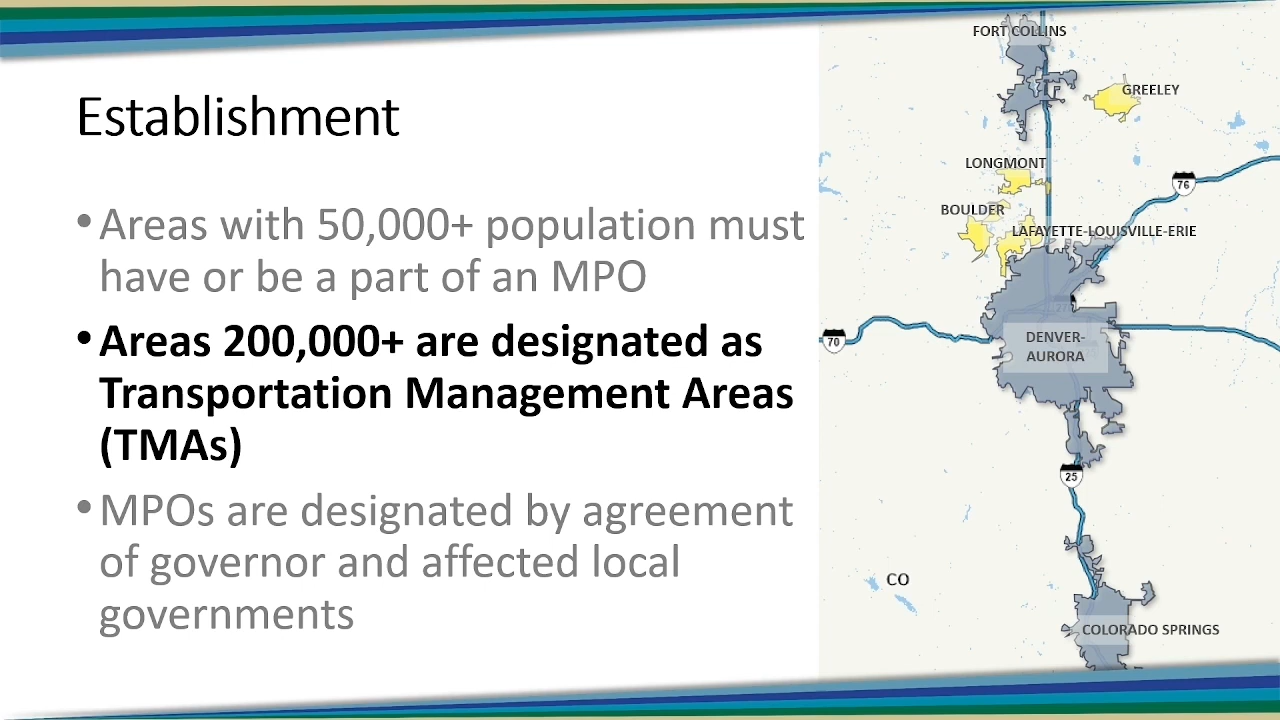 Establishment
• Areas with 50,000+ population must
have or be a part of an MPO
• Areas 200,000+ are designated as
Transportation Management Areas
(TMAs)
• MPOs are designated by agreement
of governor and affected local
governments
FORT COLLINS
GREELEY
LONGMONT
76
BOULDER
LAFAYETTE-LOUISVILLE-ERIE
70
DENVER-
AURORA
25
CO
COLORADO SPRINGS